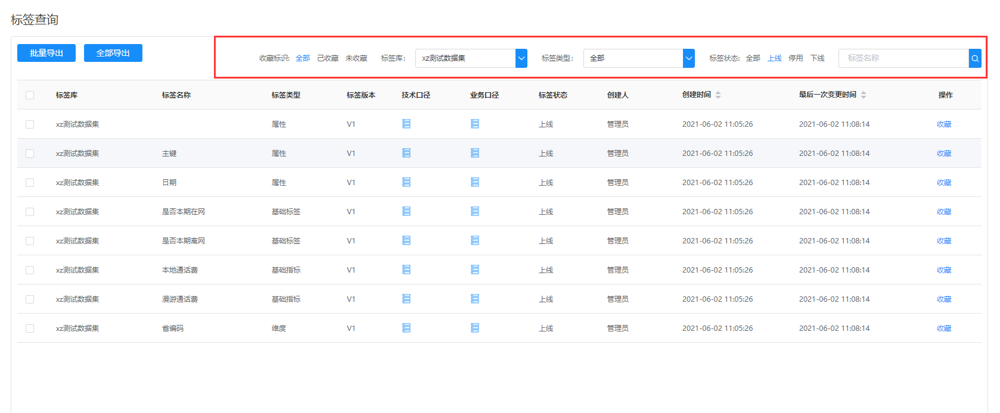 标签查询
批量导出 全部导出 收藏标识: 全部 已收藏 未收藏 标签库: xz测试数据集 标签类型: 全部 标签状态: 全部 上线 停用 下线 标签名称
标签库 标签名称 标签类型 标签版本 技术口径 业务口径 标签状态 创建人 创建时间 最后一次变更时间 操作
xz测试数据集 属性 V1 上线 管理员 2021-06-02 11:05:26 2021-06-02 11:08:14 收藏
xz测试数据集 主键 属性 V1 上线 管理员 2021-06-02 11:05:26 2021-06-02 11:08:14 收藏
xz测试数据集 日期 属性 V1 上线 管理员 2021-06-02 11:05:26 2021-06-02 11:08:14 收藏
xz测试数据集 是否本期在网 基础标签 V1 上线 管理员 2021-06-02 11:05:26 2021-06-02 11:08:14 收藏
xz测试数据集 是否本期离网 基础标签 V1 上线 管理员 2021-06-02 11:05:26 2021-06-02 11:08:14 收藏
xz测试数据集 本地通话费 基础指标 V1 上线 管理员 2021-06-02 11:05:26 2021-06-02 11:08:14 收藏
xz测试数据集 漫游通话费 基础指标 V1 上线 管理员 2021-06-02 11:05:26 2021-06-02 11:08:14 收藏
xz测试数据集 省编码 维度 V1 上线 管理员 2021-06-02 11:05:26 2021-06-02 11:08:14 收藏